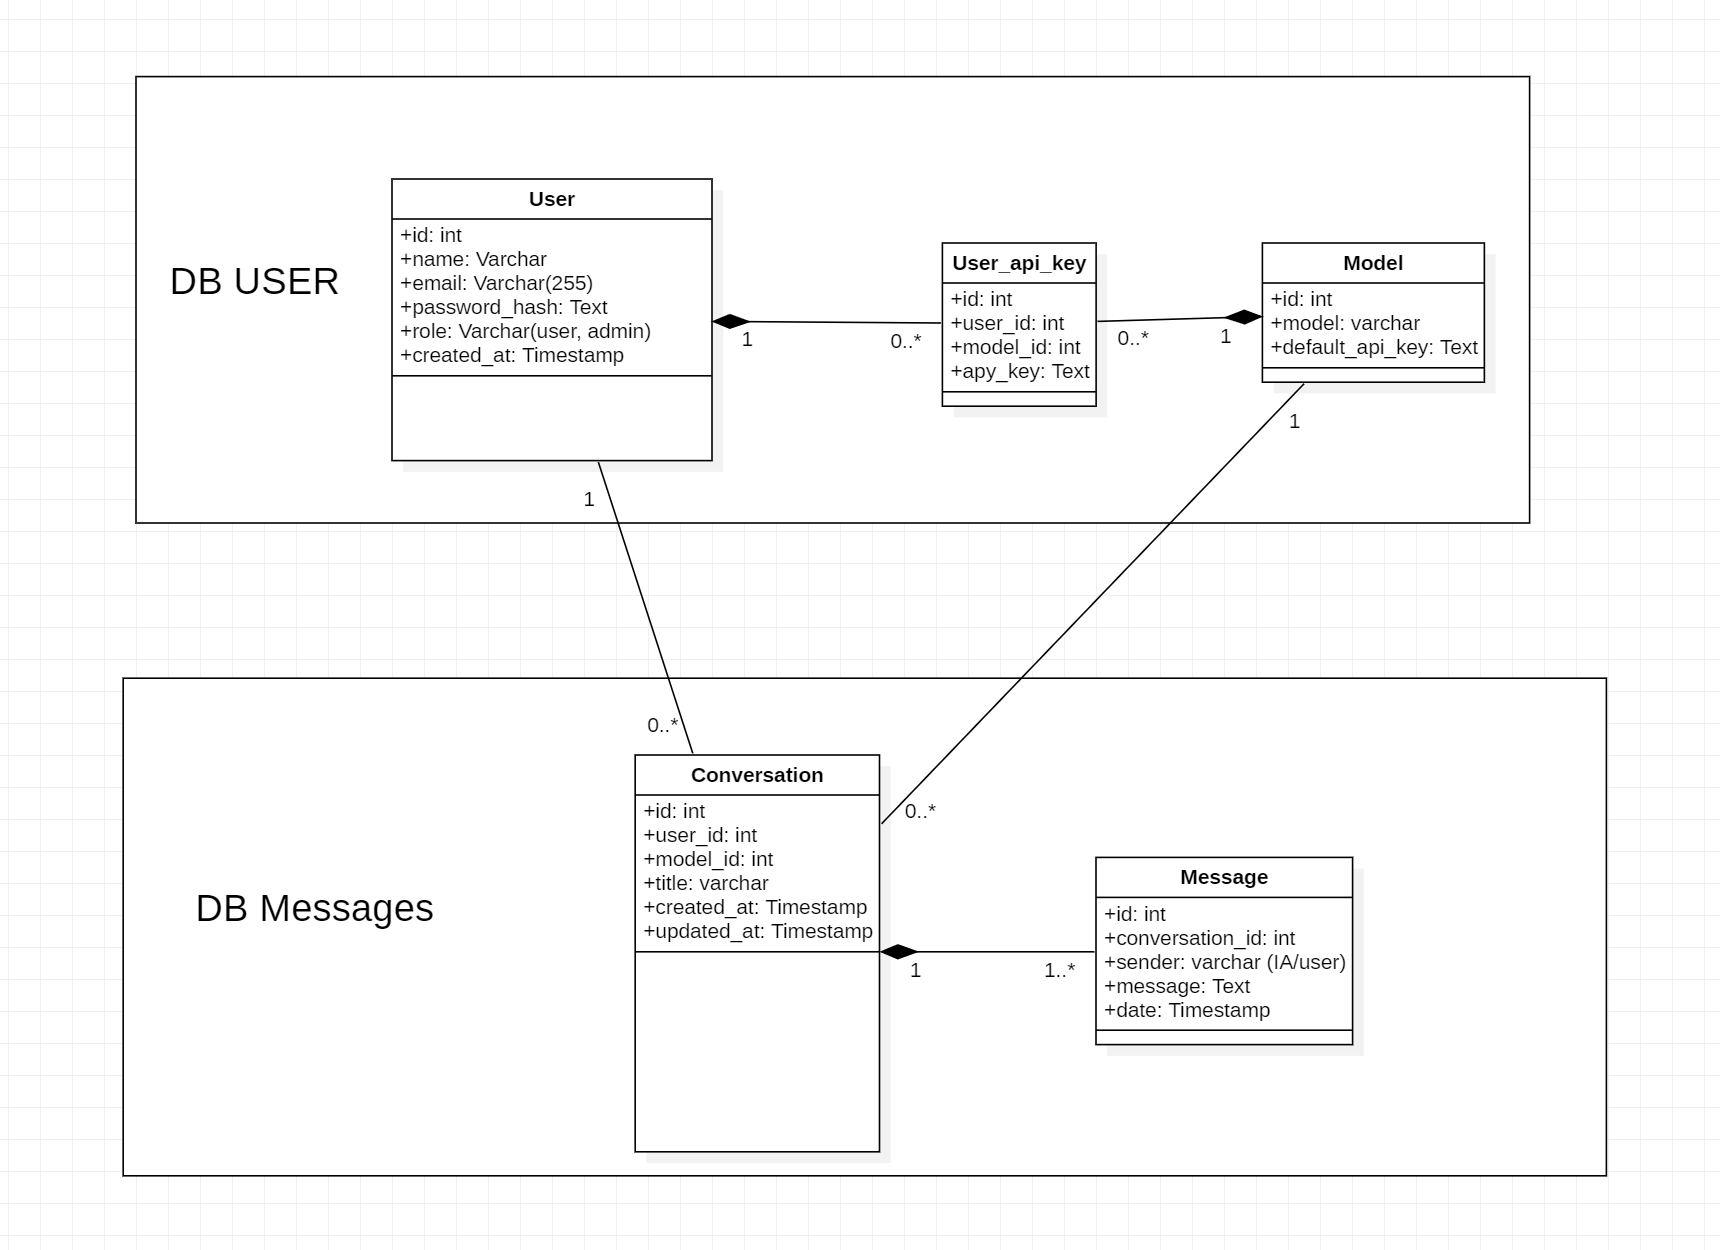 DB USER
User
+id: int
+name: Varchar
+email: Varchar(255)
+password_hash: Text
+role: Varchar(user, admin)
+created_at: Timestamp
1
0..*
User_api_key
+id: int
+user_id: int
+model_id: int
+apy_key: Text
0..*
1
Model
+id: int
+model: varchar
+default_api_key: Text
1
1
0..*
0..*
DB Messages
Conversation
+id: int
+user_id: int
+model_id: int
+title: varchar
+created_at: Timestamp
+updated_at: Timestamp
1
1..*
Message
+id: int
+conversation_id: int
+sender: varchar (IA/user)
+message: Text
+date: Timestamp